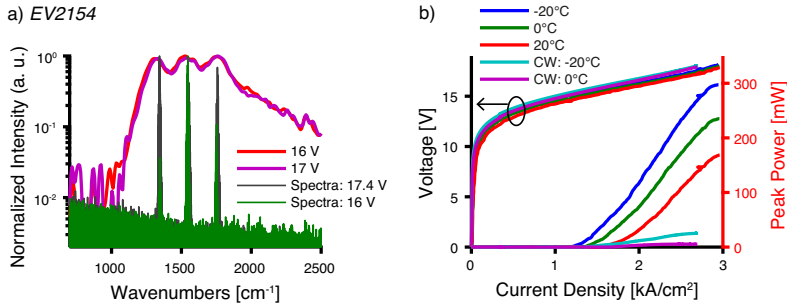 a) EV2154
Normalized Intensity (a. u.)
10⁰
10⁻¹
10⁻²
16 V
17 V
Spectra: 17.4 V
Spectra: 16 V
1000 1500 2000 2500
Wavenumbers [cm⁻¹]
b)
-20°C
0°C
20°C
CW: -20°C
CW: 0°C
Voltage [V]
15
10
5
0
0 1 2 3
Current Density [kA/cm²]
300
200
100
0
Peak Power [mW]